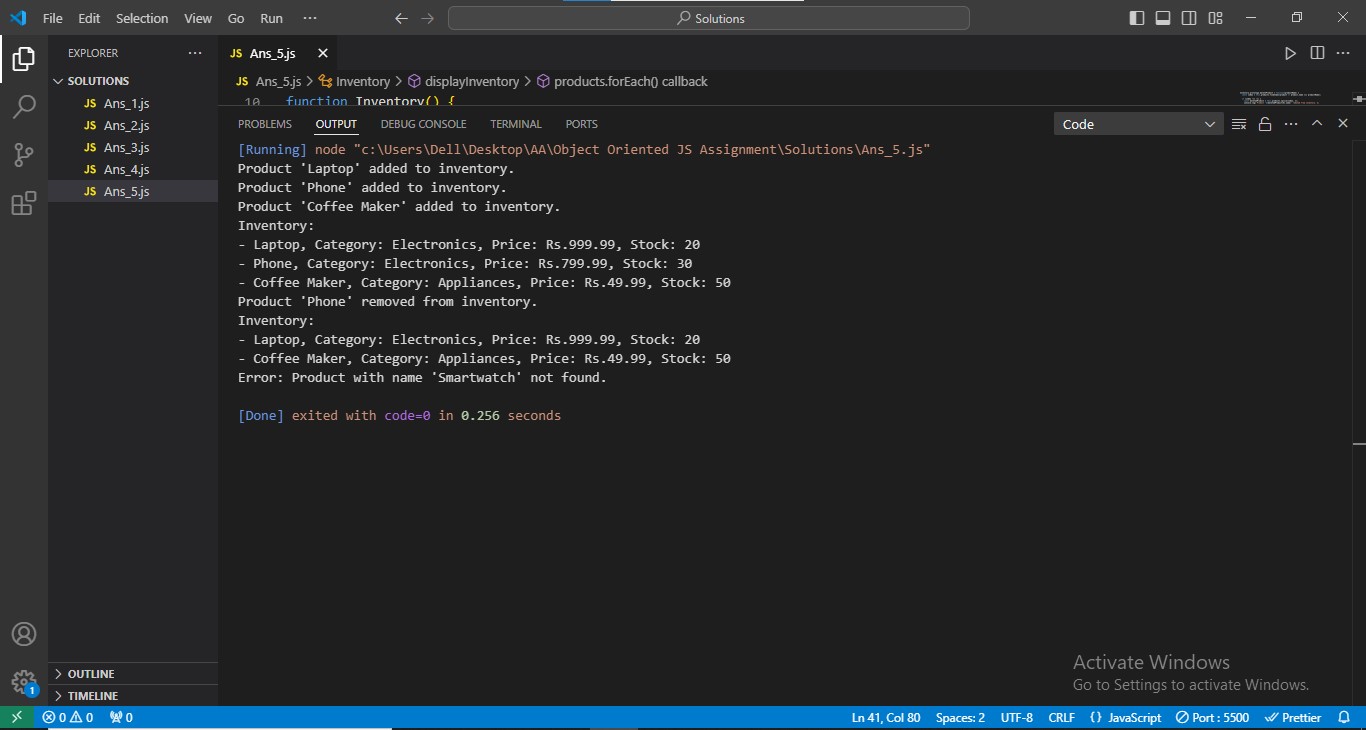 File Edit Selection View Go Run ··· Solutions
EXPLORER ···
SOLUTIONS
JS Ans_1.js
JS Ans_2.js
JS Ans_3.js
JS Ans_4.js
JS Ans_5.js
OUTLINE
TIMELINE
JS Ans_5.js
JS Ans_5.js > Inventory > displayInventory > products.forEach() callback
10 function Inventory() {
PROBLEMS OUTPUT DEBUG CONSOLE TERMINAL PORTS Code
[Running] node "c:\Users\Dell\Desktop\AA\Object Oriented JS Assignment\Solutions\Ans_5.js"
Product 'Laptop' added to inventory.
Product 'Phone' added to inventory.
Product 'Coffee Maker' added to inventory.
Inventory:
- Laptop, Category: Electronics, Price: Rs.999.99, Stock: 20
- Phone, Category: Electronics, Price: Rs.799.99, Stock: 30
- Coffee Maker, Category: Appliances, Price: Rs.49.99, Stock: 50
Product 'Phone' removed from inventory.
Inventory:
- Laptop, Category: Electronics, Price: Rs.999.99, Stock: 20
- Coffee Maker, Category: Appliances, Price: Rs.49.99, Stock: 50
Error: Product with name 'Smartwatch' not found.
[Done] exited with code=0 in 0.256 seconds
Activate Windows
Go to Settings to activate Windows.
1
0 0 0 Ln 41, Col 80 Spaces: 2 UTF-8 CRLF {} JavaScript Port : 5500 Prettier